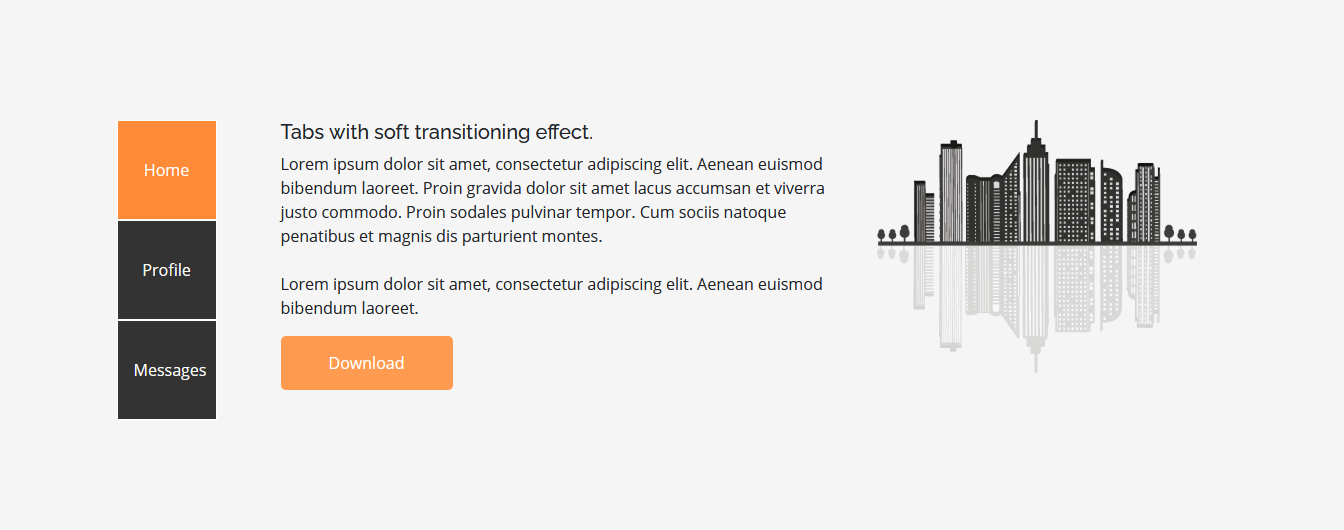 Home
Profile
Messages
Tabs with soft transitioning effect.
Lorem ipsum dolor sit amet, consectetur adipiscing elit. Aenean euismod
bibendum laoreet. Proin gravida dolor sit amet lacus accumsan et viverra
justo commodo. Proin sodales pulvinar tempor. Cum sociis natoque
penatibus et magnis dis parturient montes.
Lorem ipsum dolor sit amet, consectetur adipiscing elit. Aenean euismod
bibendum laoreet.
Download